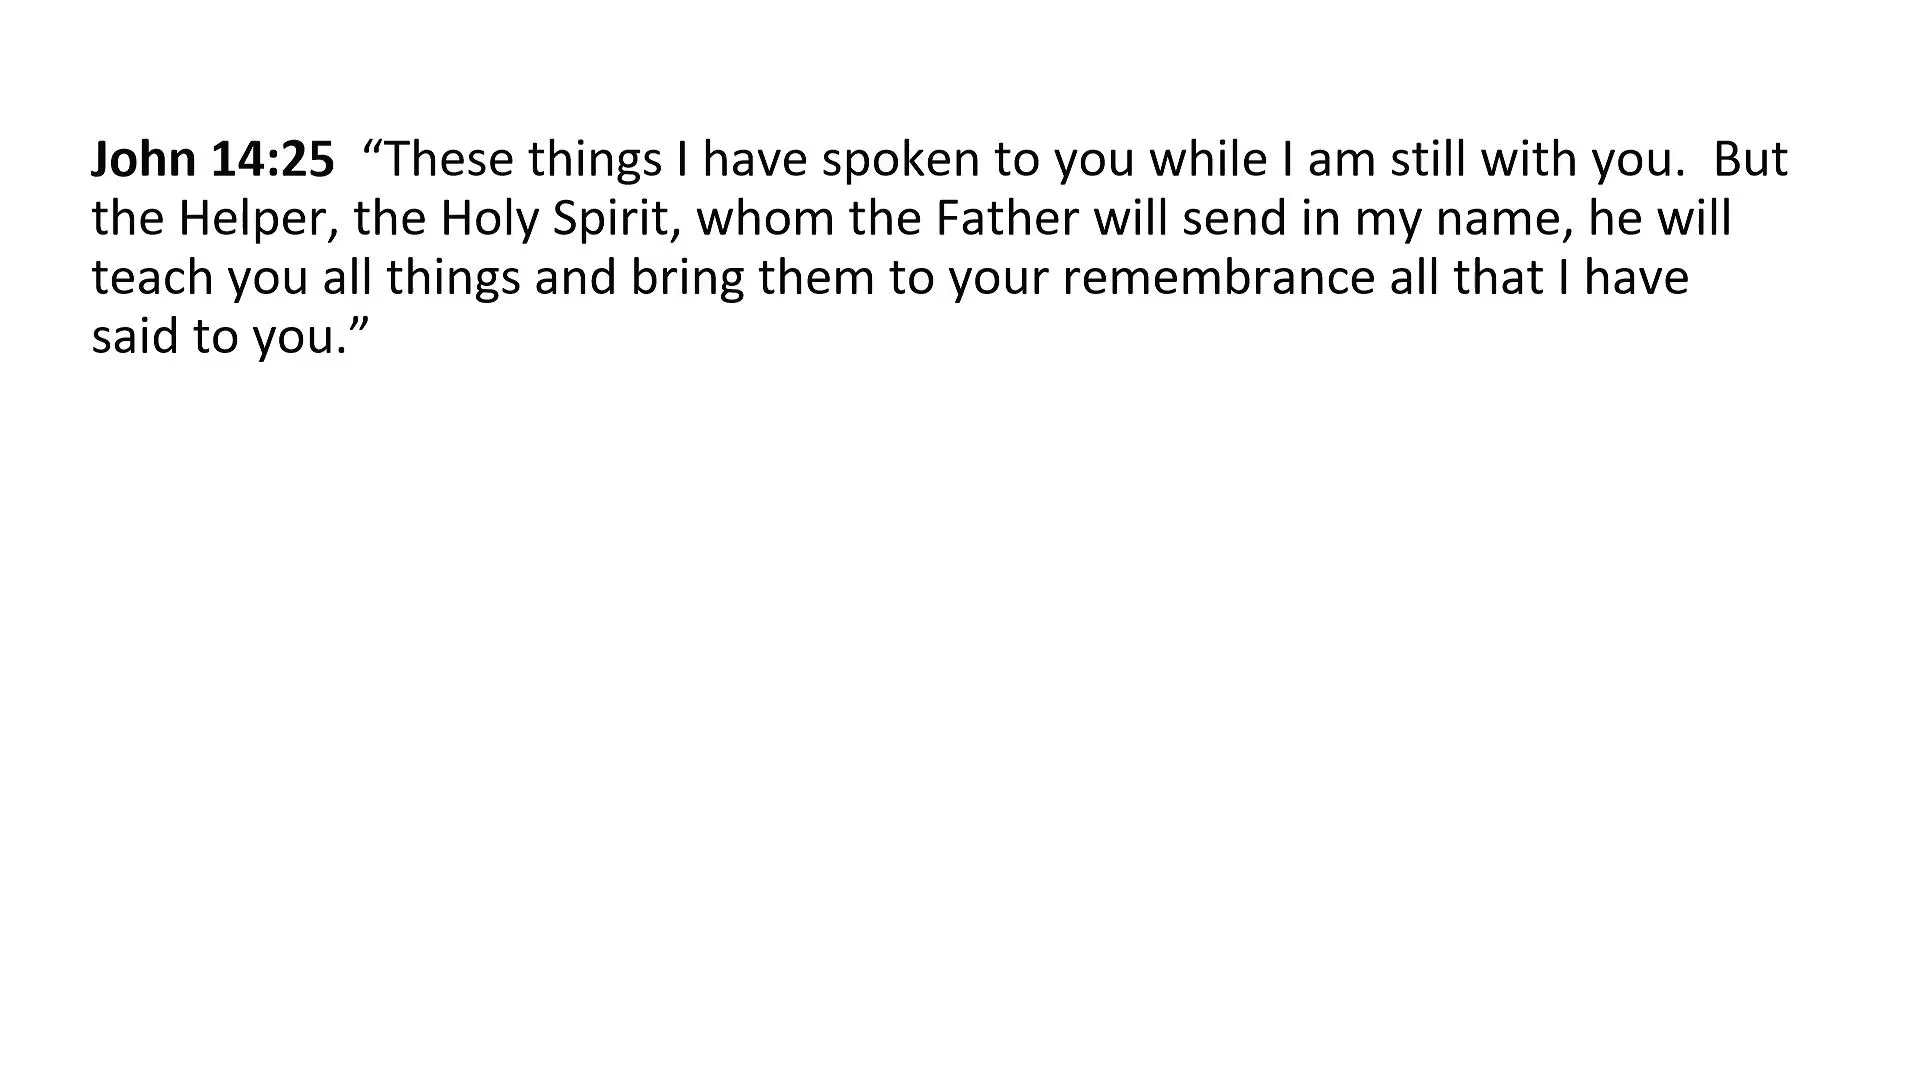 John 14:25  “These things I have spoken to you while I am still with you.  But
the Helper, the Holy Spirit, whom the Father will send in my name, he will
teach you all things and bring them to your remembrance all that I have
said to you.”